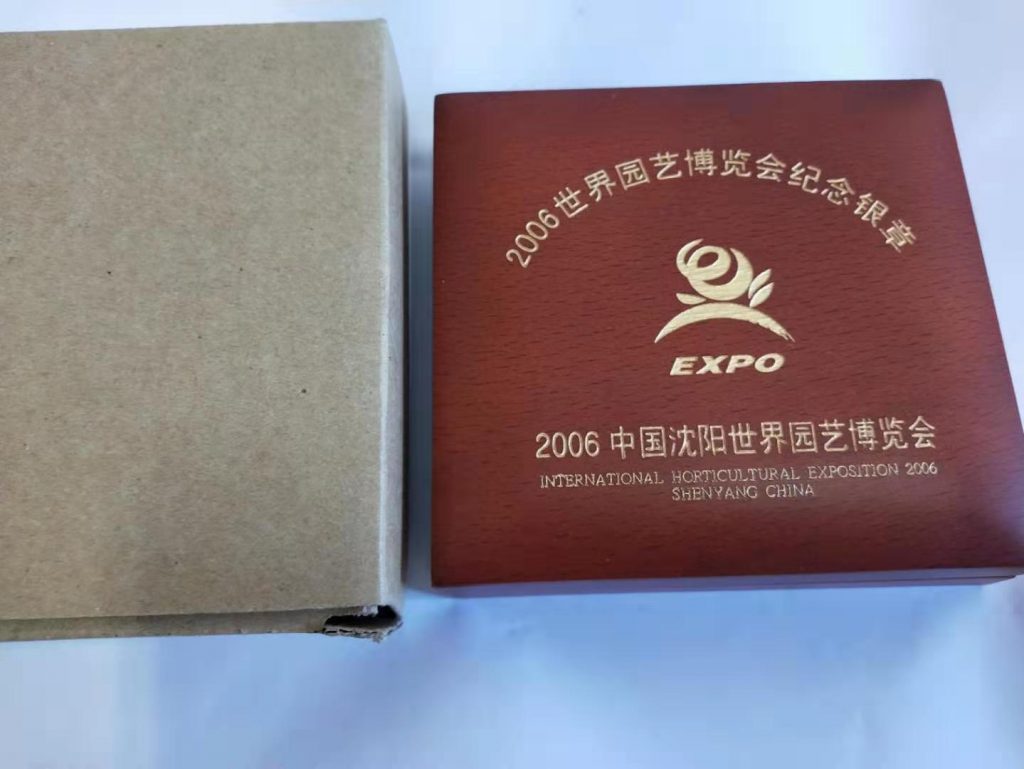 2006世界园艺博览会纪念银章
EXPO
2006 中国沈阳世界园艺博览会
INTERNATIONAL HORTICULTURAL EXPOSITION 2006
SHENYANG CHINA